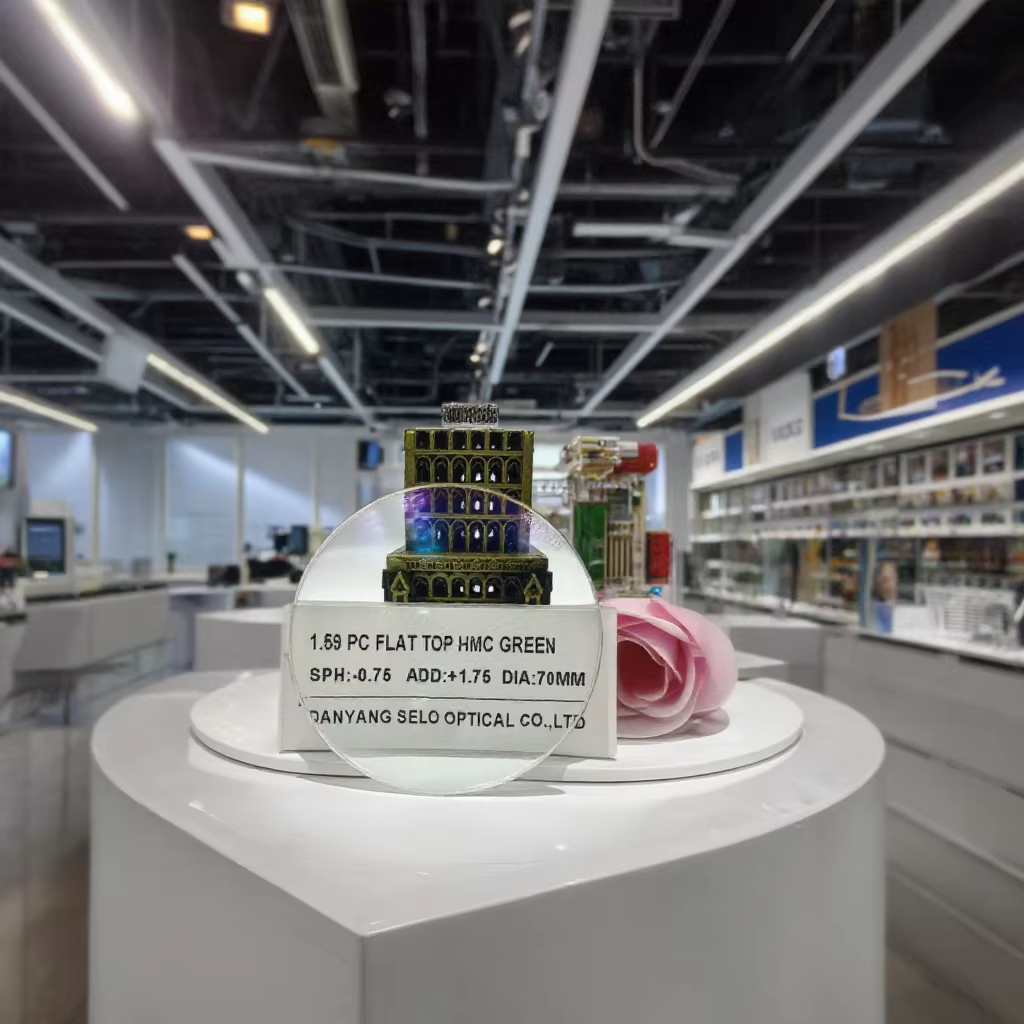 1.59 PC FLAT TOP HMC GREEN
SPH:-0.75 ADD:+1.75 DIA:70MM
DANYANG SELO OPTICAL CO.,LTD